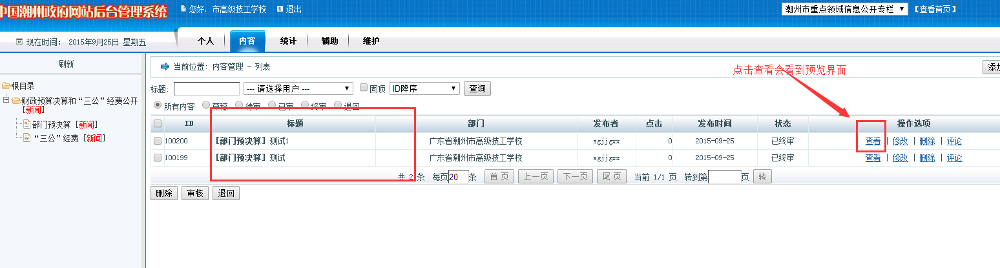 中国潮州政府网站后台管理系统 您好，市高级技工学校 退出 潮州市重点领域信息公开专栏 【查看首页】
现在时间： 2015年9月25日 星期五 个人 内容 统计 辅助 维护
刷新
根目录
财政预算决算和“三公”经费公开
[新闻]
部门预决算 [新闻]
“三公”经费 [新闻]
当前位置: 内容管理 - 列表
点击查看会看到预览界面
添加
标题: --- 请选择用户 --- 固顶 ID降序 查询
所有内容 草稿 待审 已审 终审 退回
ID 标题 部门 发布者 点击 发布时间 状态 操作选项
100200 [部门预决算] 测试1 广东省潮州市高级技工学校 sgjjgxx 0 2015-09-25 已终审 查看 | 修改 | 删除 | 评论
100199 [部门预决算] 测试 广东省潮州市高级技工学校 sgjjgxx 0 2015-09-25 已终审 查看 | 修改 | 删除 | 评论
共 2 条 每页20条 首 页 上一页 下一页 尾 页 当前 1/1 页 转到第 页 转
删除 审核 退回